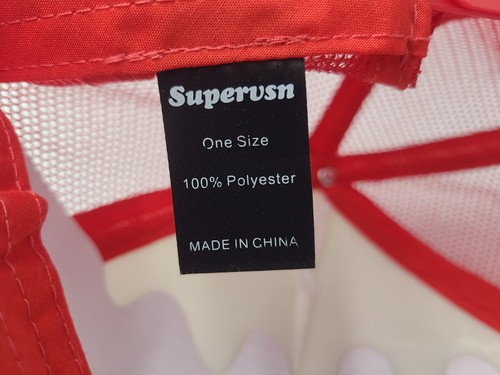 Supervsn
One Size
100% Polyester
MADE IN CHINA